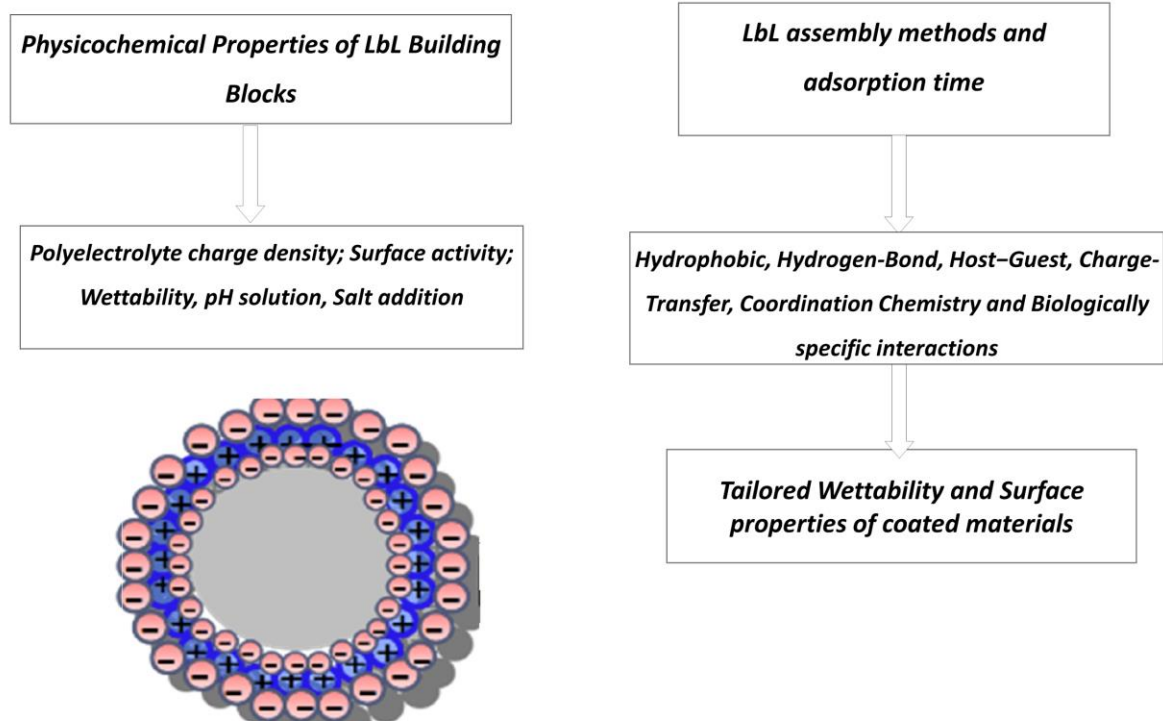 Physicochemical Properties of LbL Building
Blocks
Polyelectrolyte charge density; Surface activity;
Wettability, pH solution, Salt addition
LbL assembly methods and
adsorption time
Hydrophobic, Hydrogen-Bond, Host–Guest, Charge-
Transfer, Coordination Chemistry and Biologically
specific interactions
Tailored Wettability and Surface
properties of coated materials